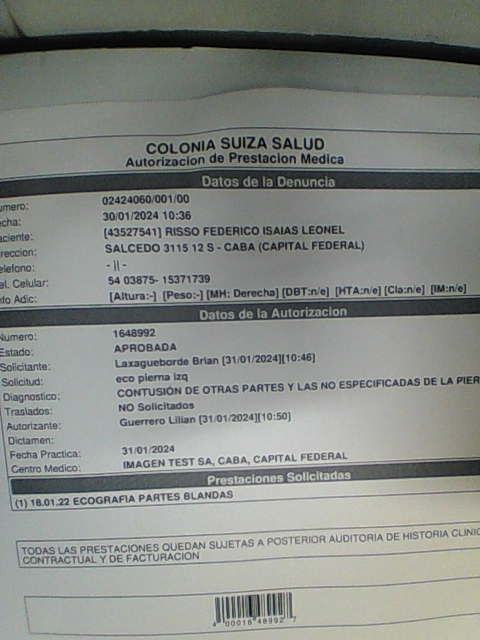 COLONIA SUIZA SALUD
Autorizacion de Prestacion Medica
Datos de la Denuncia
umero: 02424060/001/00
cha: 30/01/2024 10:36
aciente: [43527541] RISSO FEDERICO ISAIAS LEONEL
reccion: SALCEDO 3115 12 S - CABA (CAPITAL FEDERAL)
elefono: - || -
el. Celular: 54 03875- 15371739
nfo Adic: [Altura:-] [Peso:-] [MH: Derecha] [DBT:n/e] [HTA:n/e] [Cla:n/e] [IM:n/e]
Datos de la Autorizacion
Numero: 1648992
Estado: APROBADA
Solicitante: Laxagueborde Brian [31/01/2024][10:46]
Solicitud: eco pierna izq
Diagnostico: CONTUSIÓN DE OTRAS PARTES Y LAS NO ESPECIFICADAS DE LA PIER
Traslados: NO Solicitados
Autorizante: Guerrero Lilian [31/01/2024][10:50]
Dictamen:
Fecha Practica: 31/01/2024
Centro Medico: IMAGEN TEST SA, CABA, CAPITAL FEDERAL
Prestaciones Solicitadas
(1) 18.01.22 ECOGRAFIA PARTES BLANDAS
TODAS LAS PRESTACIONES QUEDAN SUJETAS A POSTERIOR AUDITORIA DE HISTORIA CLINIC
CONTRACTUAL Y DE FACTURACION
4 00016 48992 7